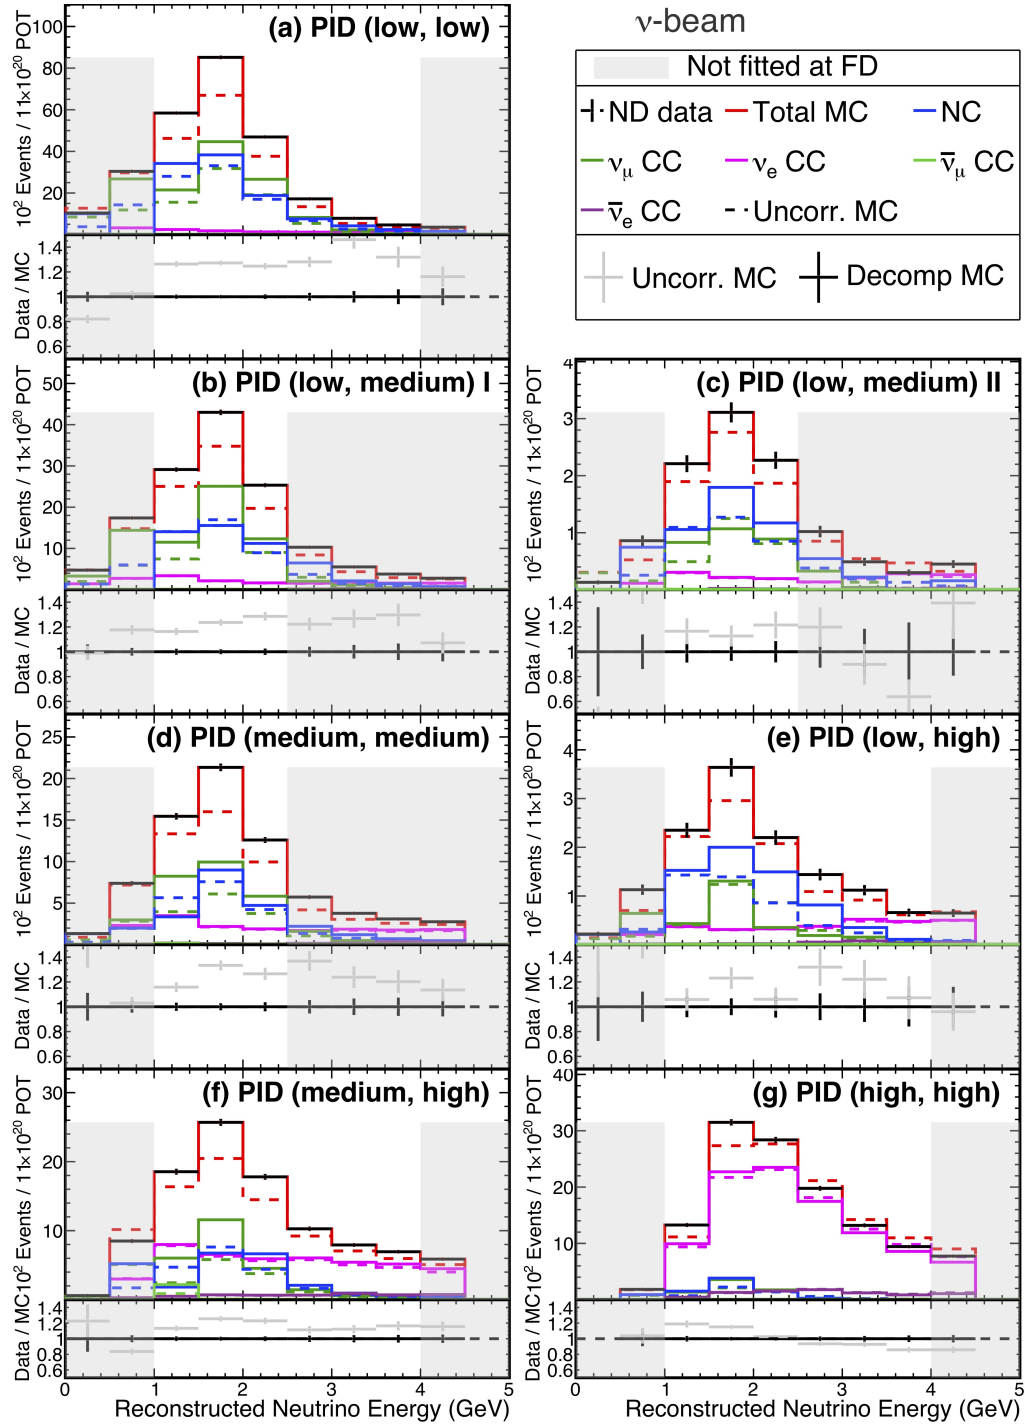 ν-beam
Not fitted at FD
ND data
Total MC
NC
νμ CC
νe CC
ν̅μ CC
ν̅e CC
Uncorr. MC
Uncorr. MC
Decomp MC
(a) PID (low, low)
10² Events / 11×10²⁰ POT
100
80
60
40
20
Data / MC
1.4
1.2
1
0.8
0.6
(b) PID (low, medium) I
10² Events / 11×10²⁰ POT
50
40
30
20
10
Data / MC
1.4
1.2
1
0.8
0.6
(c) PID (low, medium) II
10² Events / 11×10²⁰ POT
4
3
2
1
Data / MC
1.4
1.2
1
0.8
0.6
(d) PID (medium, medium)
10² Events / 11×10²⁰ POT
25
20
15
10
5
Data / MC
1.4
1.2
1
0.8
0.6
(e) PID (low, high)
10² Events / 11×10²⁰ POT
4
3
2
1
Data / MC
1.4
1.2
1
0.8
0.6
(f) PID (medium, high)
10² Events / 11×10²⁰ POT
30
20
10
Data / MC
1.4
1.2
1
0.8
0.6
0 1 2 3 4 5
Reconstructed Neutrino Energy (GeV)
(g) PID (high, high)
10² Events / 11×10²⁰ POT
40
30
20
10
Data / MC
1.4
1.2
1
0.8
0.6
0 1 2 3 4 5
Reconstructed Neutrino Energy (GeV)